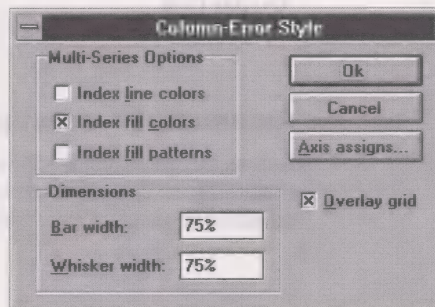 Column-Error Style
Multi-Series Options
Index line colors
Index fill colors
Index fill patterns
Ok
Cancel
Axis assigns...
Dimensions
Bar width: 75%
Whisker width: 75%
Overlay grid